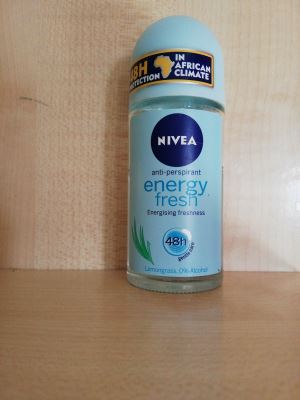 48H
PROTECTION
IN
AFRICAN
CLIMATE
NIVEA
anti-perspirant
energy
fresh
Energising freshness
48h
Lemongrass, 0% Alcohol